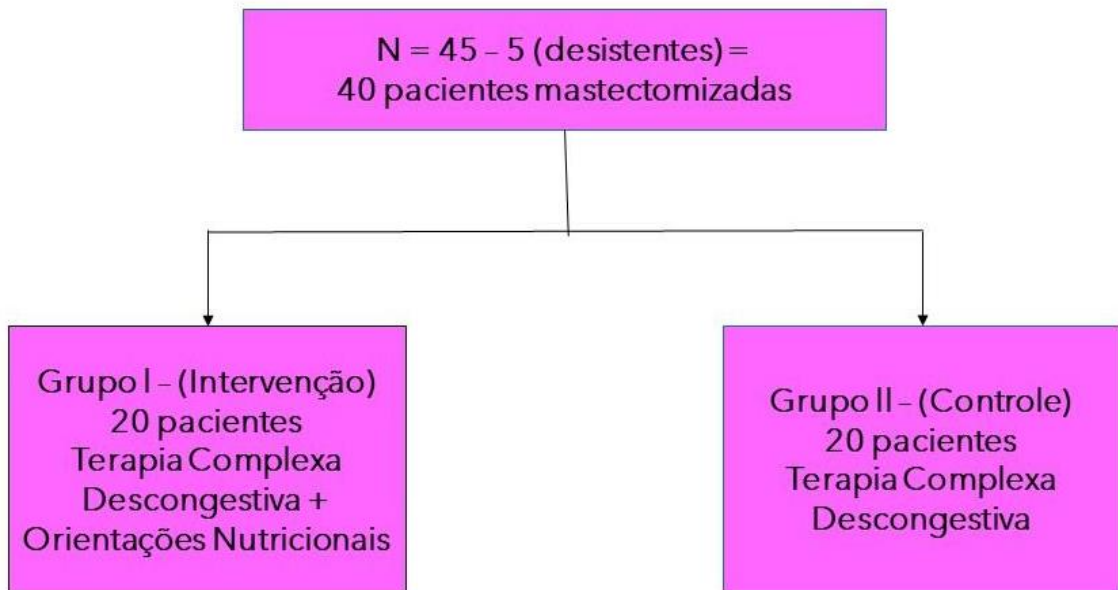 N = 45 – 5 (desistentes) =
40 pacientes mastectomizadas
Grupo I – (Intervenção)
20 pacientes
Terapia Complexa
Descongestiva +
Orientações Nutricionais
Grupo II – (Controle)
20 pacientes
Terapia Complexa
Descongestiva